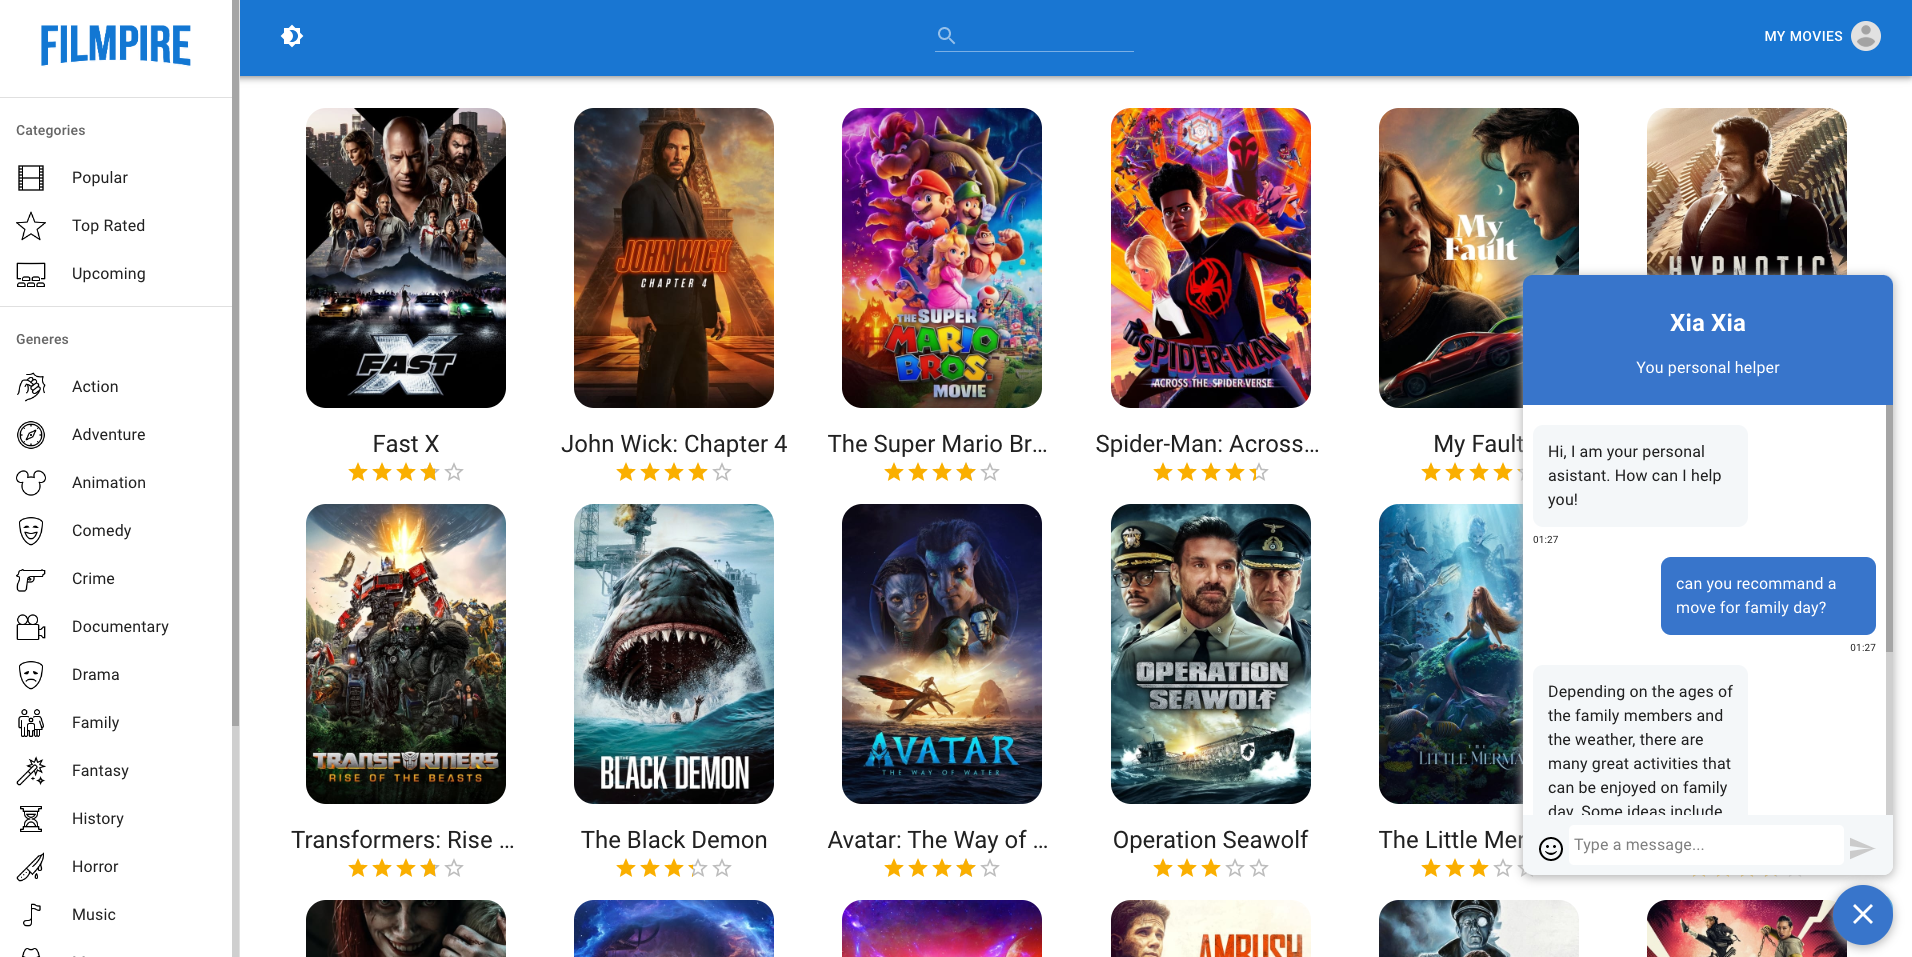 FILMPIRE
Categories
Popular
Top Rated
Upcoming
Generes
Action
Adventure
Animation
Comedy
Crime
Documentary
Drama
Family
Fantasy
History
Horror
Music
MY MOVIES
FAST X
JOHN WICK
CHAPTER 4
THE SUPER
MARIO
BROS.
MOVIE
SPIDER-MAN
ACROSS THE SPIDER-VERSE
My
Fault
HYPNOTIC
Fast X
John Wick: Chapter 4
The Super Mario Br...
Spider-Man: Across...
My Fault
TRANSFORMERS
RISE OF THE BEASTS
BLACK DEMON
AVATAR
THE WAY OF WATER
OPERATION
SEAWOLF
THE
LITTLE MERMA
Transformers: Rise ...
The Black Demon
Avatar: The Way of ...
Operation Seawolf
The Little Mer
AMBUSH
Xia Xia
You personal helper
Hi, I am your personal
asistant. How can I help
you!
01:27
can you recommand a
move for family day?
01:27
Depending on the ages of
the family members and
the weather, there are
many great activities that
can be enjoyed on family
day. Some ideas include
Type a message...